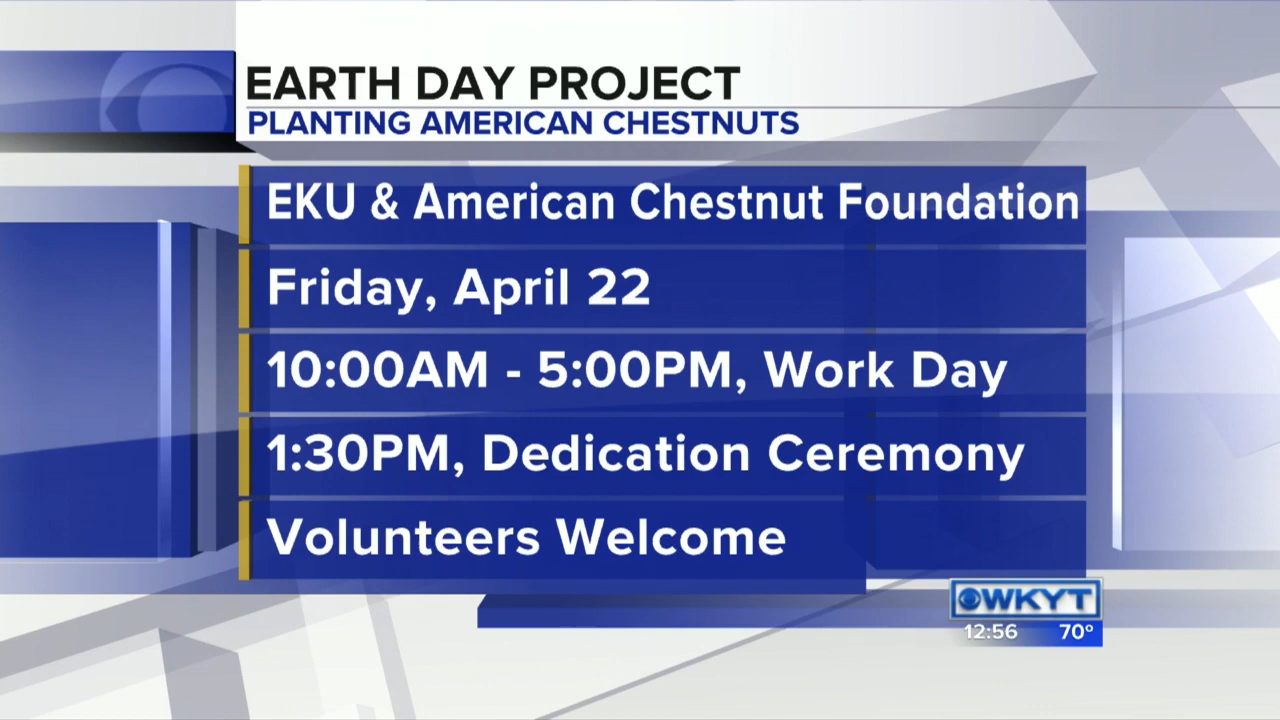 EARTH DAY PROJECT
PLANTING AMERICAN CHESTNUTS
EKU & American Chestnut Foundation
Friday, April 22
10:00AM - 5:00PM, Work Day
1:30PM, Dedication Ceremony
Volunteers Welcome
WKYT
12:56 70°